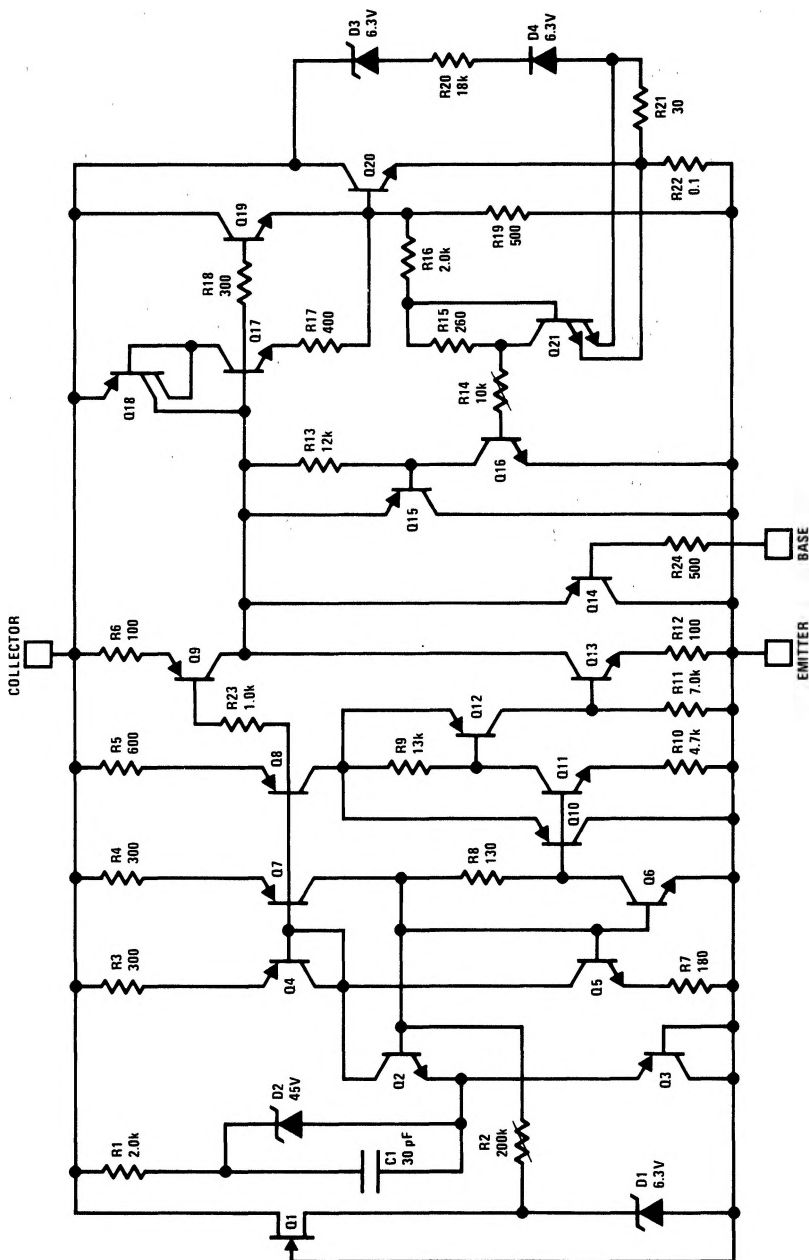 COLLECTOR
R1
2.0k
R3
300
R4
300
R5
600
R6
100
Q1
D2
45V
C1
30 pF
Q4
Q7
Q8
Q9
R23
1.0k
Q18
Q17
R18
300
Q19
D3
6.3V
R20
18k
D4
6.3V
Q20
R17
400
R13
12k
R9
13k
Q12
Q2
R2
200k
Q5
R8
130
Q10
Q11
Q13
Q14
Q15
Q16
R14
10k
R15
260
R16
2.0k
R19
500
Q21
R21
30
R22
0.1
D1
6.3V
Q3
R7
180
Q6
R10
4.7k
R11
7.0k
R12
100
R24
500
EMITTER
BASE